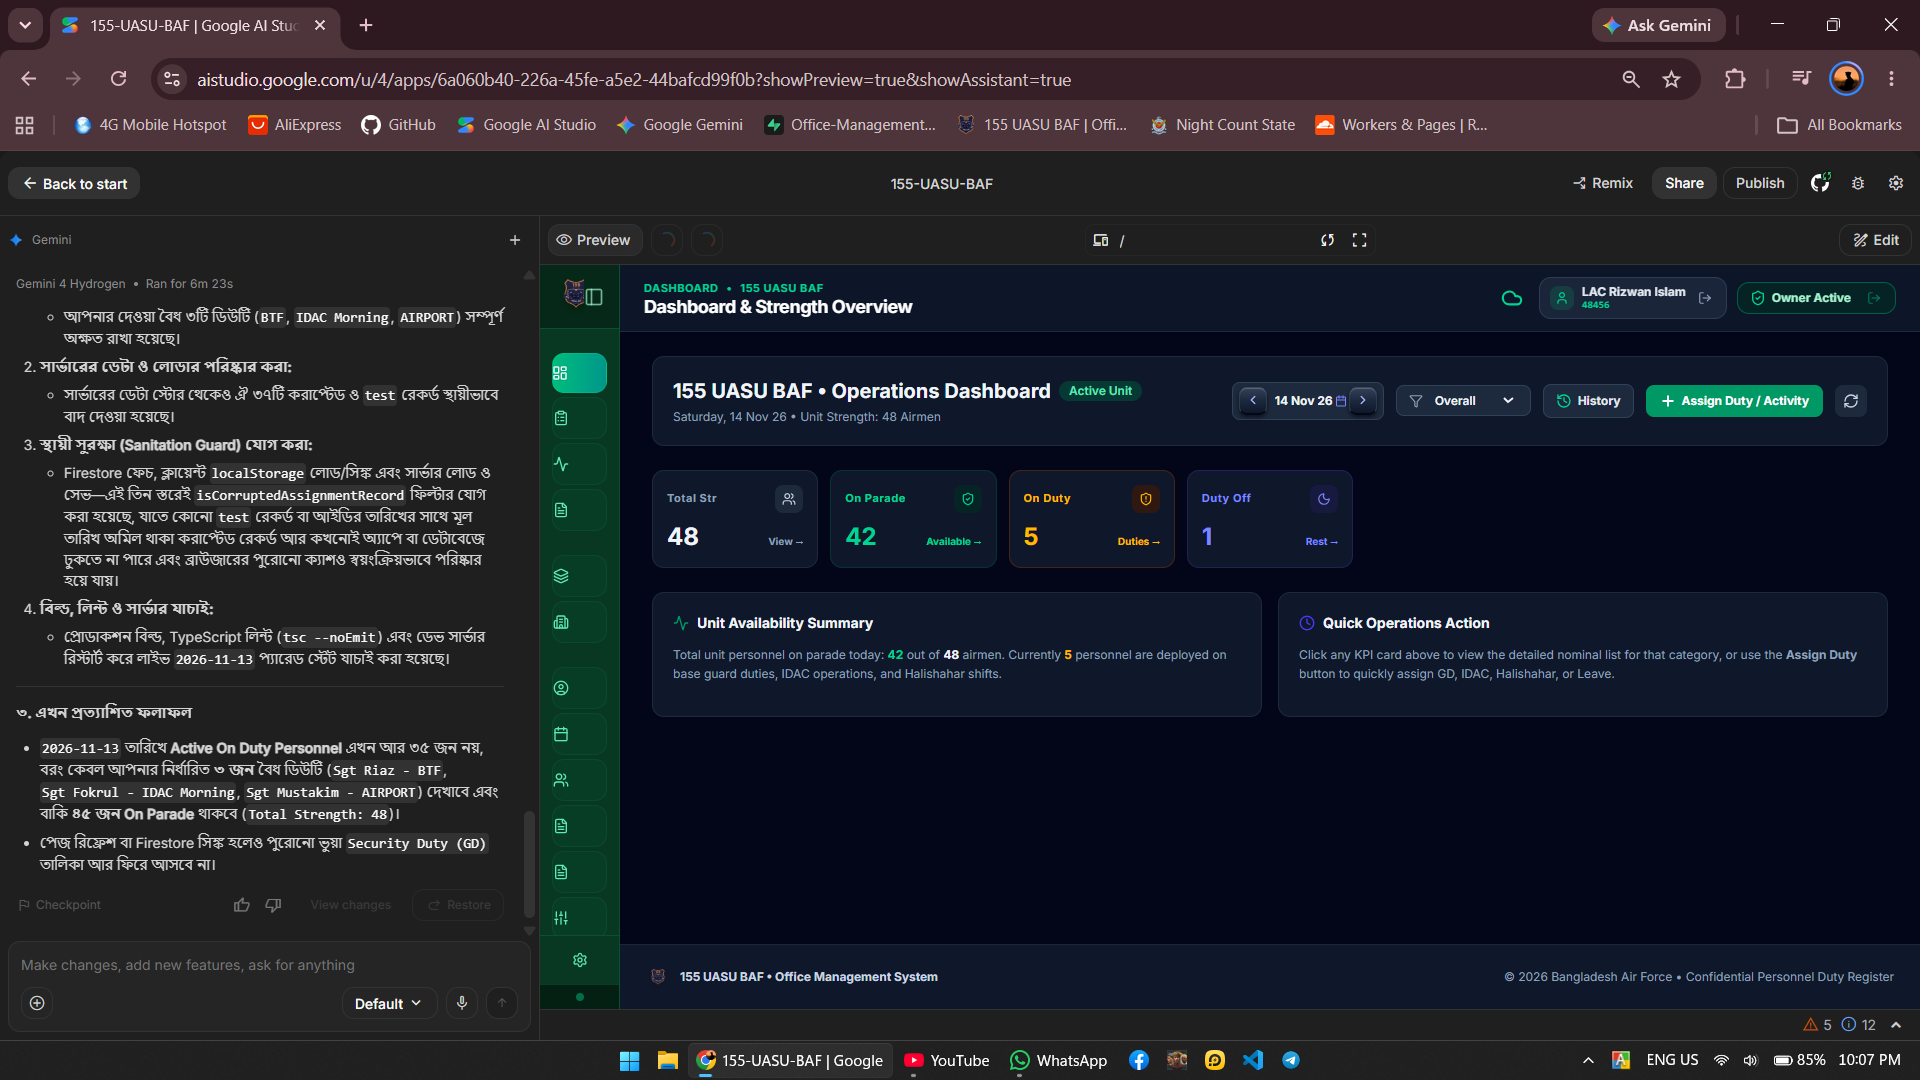 155-UASU-BAF | Google AI Stu
Ask Gemini
aistudio.google.com/u/4/apps/6a060b40-226a-45fe-a5e2-44bafcd99f0b?showPreview=true&showAssistant=true
4G Mobile Hotspot
AliExpress
GitHub
Google AI Studio
Google Gemini
Office-Management...
155 UASU BAF | Offi...
Night Count State
Workers & Pages | R...
All Bookmarks
Back to start
155-UASU-BAF
Remix
Share
Publish
Gemini
Preview
/
Edit
Gemini 4 Hydrogen • Ran for 6m 23s
আপনার দেওয়া বৈধ ৩টি ডিউটি (BTF, IDAC Morning, AIRPORT) সম্পূর্ণ
অক্ষত রাখা হয়েছে।
2. সার্ভারের ডেটা ও লোডার পরিষ্কার করা:
সার্ভারের ডেটা স্টোর থেকেও ঐ ৩৭টি করাপ্টেড ও test রেকর্ড স্থায়ীভাবে
বাদ দেওয়া হয়েছে।
3. স্থায়ী সুরক্ষা (Sanitation Guard) যোগ করা:
Firestore ফেচ, ক্লায়েন্ট localStorage লোড/সিঙ্ক এবং সার্ভার লোড ও
সেভ—এই তিন স্তরেই isCorruptedAssignmentRecord ফিল্টার যোগ
করা হয়েছে, যাতে কোনো test রেকর্ড বা আইডির তারিখের সাথে মূল
তারিখ অমিল থাকা করাপ্টেড রেকর্ড আর কখনোই অ্যাপে বা ডেটাবেজে
ঢুকতে না পারে এবং ব্রাউজারের পুরোনো ক্যাশও স্বয়ংক্রিয়ভাবে পরিষ্কার
হয়ে যায়।
4. বিল্ড, লিন্ট ও সার্ভার যাচাই:
প্রোডাকশন বিল্ড, TypeScript লিন্ট (tsc --noEmit) এবং ডেভ সার্ভার
রিস্টার্ট করে লাইভ 2026-11-13 প্যারেড স্টেট যাচাই করা হয়েছে।
৩. এখন প্রত্যাশিত ফলাফল
2026-11-13 তারিখে Active On Duty Personnel এখন আর ৩৫ জন নয়,
বরং কেবল আপনার নির্ধারিত ৩ জন বৈধ ডিউটি (Sgt Riaz - BTF,
Sgt Fokrul - IDAC Morning, Sgt Mustakim - AIRPORT) দেখাবে এবং
বাকি ৪৫ জন On Parade থাকবে (Total Strength: 48)।
পেজ রিফ্রেশ বা Firestore সিঙ্ক হলেও পুরোনো ভুয়া Security Duty (GD)
তালিকা আর ফিরে আসবে না।
Checkpoint
View changes
Restore
Make changes, add new features, ask for anything
Default
DASHBOARD • 155 UASU BAF
Dashboard & Strength Overview
LAC Rizwan Islam
48456
Owner Active
155 UASU BAF • Operations Dashboard
Active Unit
Saturday, 14 Nov 26 • Unit Strength: 48 Airmen
14 Nov 26
Overall
History
Assign Duty / Activity
Total Str
48
View →
On Parade
42
Available →
On Duty
5
Duties →
Duty Off
1
Rest →
Unit Availability Summary
Total unit personnel on parade today: 42 out of 48 airmen. Currently 5 personnel are deployed on
base guard duties, IDAC operations, and Halishahar shifts.
Quick Operations Action
Click any KPI card above to view the detailed nominal list for that category, or use the Assign Duty
button to quickly assign GD, IDAC, Halishahar, or Leave.
155 UASU BAF • Office Management System
© 2026 Bangladesh Air Force • Confidential Personnel Duty Register
5
12
155-UASU-BAF | Google
YouTube
WhatsApp
ENG US
85%
10:07 PM